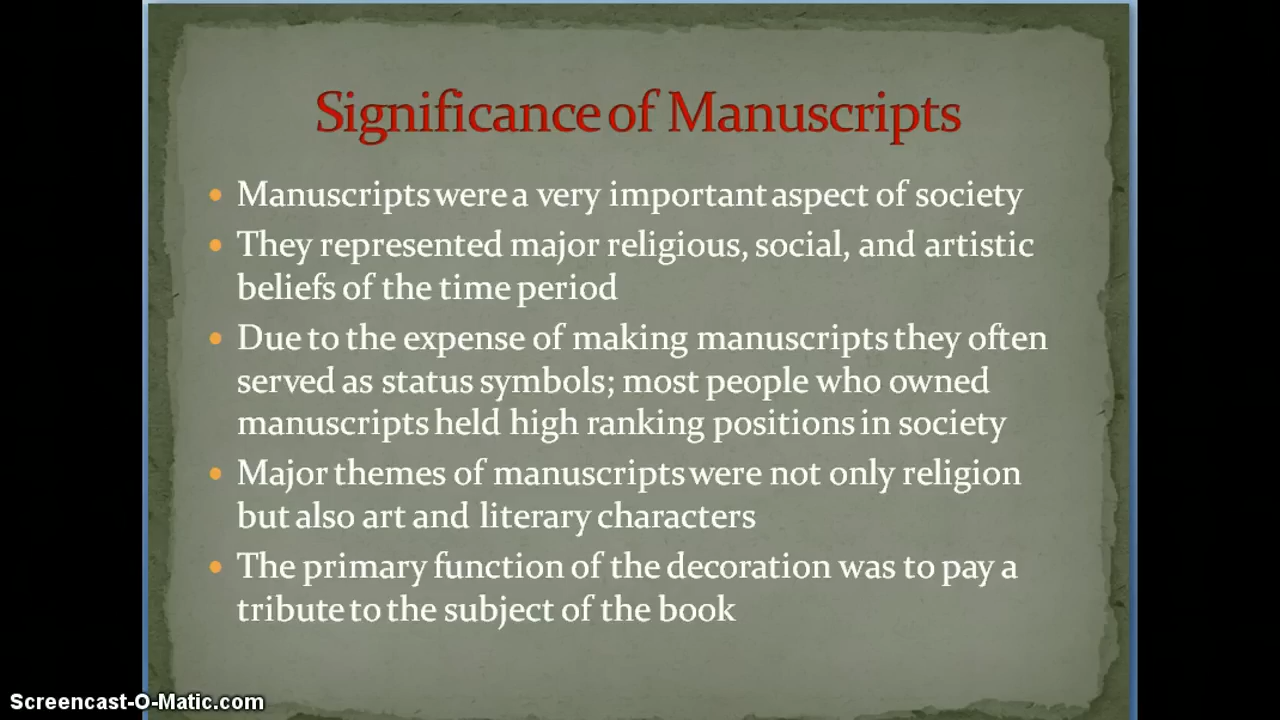 Significance of Manuscripts
• Manuscripts were a very important aspect of society
• They represented major religious, social, and artistic
beliefs of the time period
• Due to the expense of making manuscripts they often
served as status symbols; most people who owned
manuscripts held high ranking positions in society
• Major themes of manuscripts were not only religion
but also art and literary characters
• The primary function of the decoration was to pay a
tribute to the subject of the book
Screencast-O-Matic.com